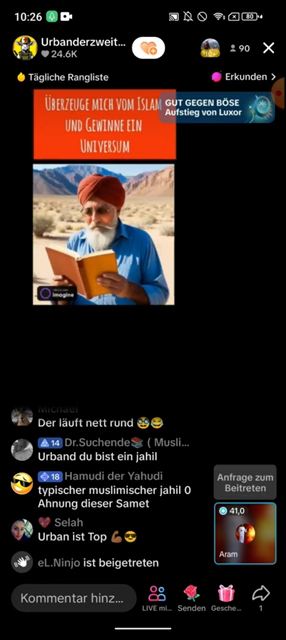 10:26
80
Urbanderzweit...
24.6K
90
Tägliche Rangliste
Erkunden >
ÜBERZEUGE MICH VOM ISLAM
UND GEWINNE EIN
UNIVERSUM
GUT GEGEN BÖSE
Aufstieg von Luxor
imagine
Michael
Der läuft nett rund 🥸😂
14 Dr.Suchende📚 ( Musli...
Urband du bist ein jahil
18 Hamudi der Yahudi
typischer muslimischer jahil 0
Ahnung dieser Samet
Selah
Urban ist Top 💪🏾😎
eL.Ninjo ist beigetreten
Anfrage zum
Beitreten
41,0
Aram
Kommentar hinz...
LIVE mi...
Senden
Gesche...
1